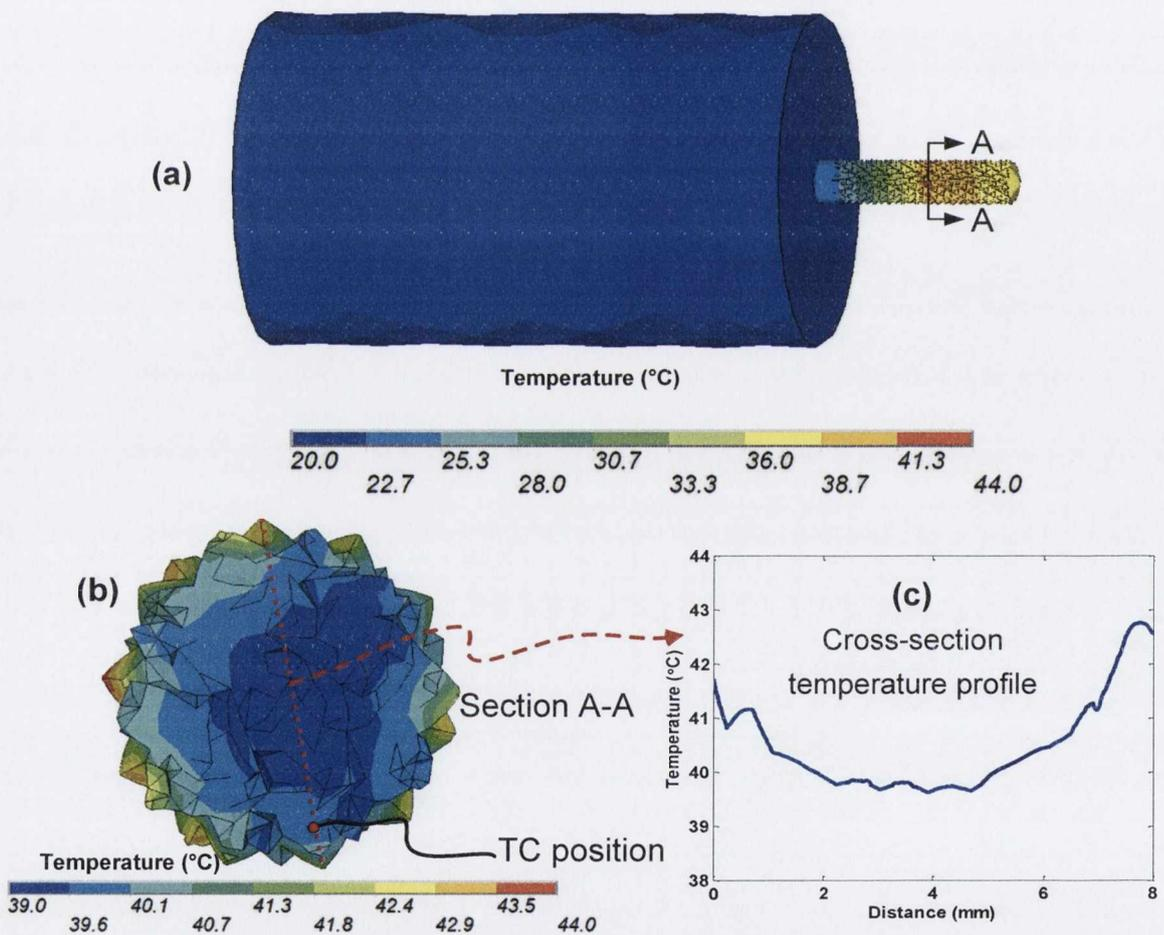 (a)
A
A
Temperature (°C)
20.0 25.3 30.7 36.0 41.3
22.7 28.0 33.3 38.7 44.0
(b)
Section A-A
TC position
Temperature (°C)
39.0 40.1 41.3 42.4 43.5
39.6 40.7 41.8 42.9 44.0
(c)
Cross-section
temperature profile
Temperature (°C)
44
43
42
41
40
39
38
0 2 4 6 8
Distance (mm)